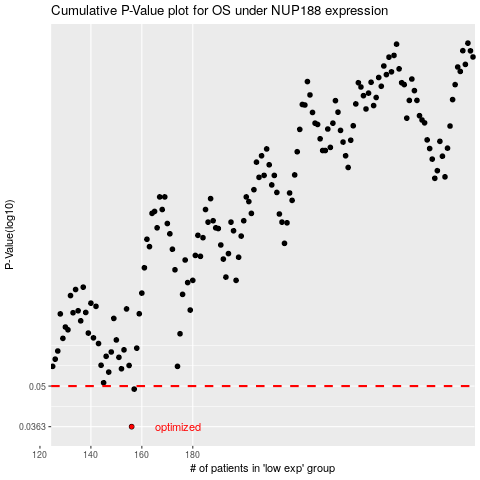 Cumulative P-Value plot for OS under NUP188 expression
P-Value(log10)
0.05
0.0363
optimized
120 140 160 180
# of patients in 'low exp' group